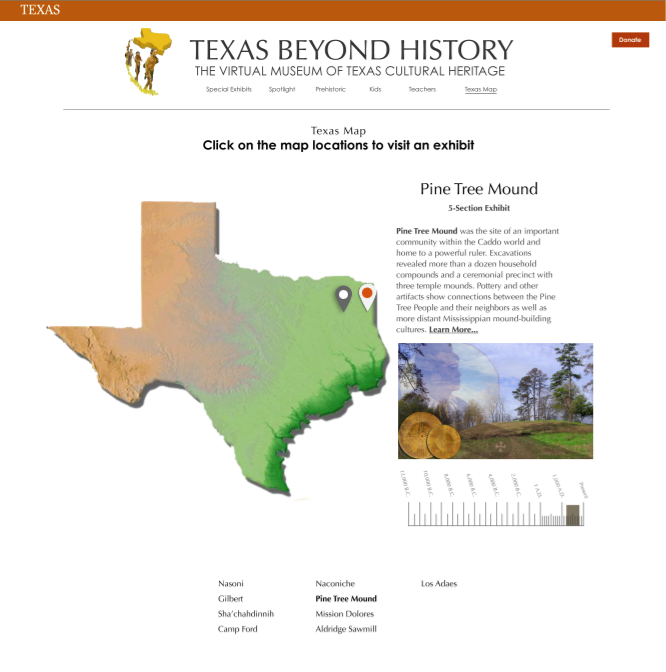 TEXAS
Donate
TEXAS BEYOND HISTORY
THE VIRTUAL MUSEUM OF TEXAS CULTURAL HERITAGE
Special Exhibits Spotlight Prehistoric Kids Teachers Texas Map
Texas Map
Click on the map locations to visit an exhibit
Pine Tree Mound
5-Section Exhibit
Pine Tree Mound was the site of an important
community within the Caddo world and
home to a powerful ruler. Excavations
revealed more than a dozen household
compounds and a ceremonial precinct with
three temple mounds. Pottery and other
artifacts show connections between the Pine
Tree People and their neighbors as well as
more distant Mississippian mound-building
cultures. Learn More...
12,000 B.C. 10,000 B.C. 8,000 B.C. 6,000 B.C. 4,000 B.C. 2,000 B.C. 1 A.D. 1,000 A.D. Present
Nasoni Naconiche Los Adaes
Gilbert Pine Tree Mound
Sha'chahdinnih Mission Dolores
Camp Ford Aldridge Sawmill